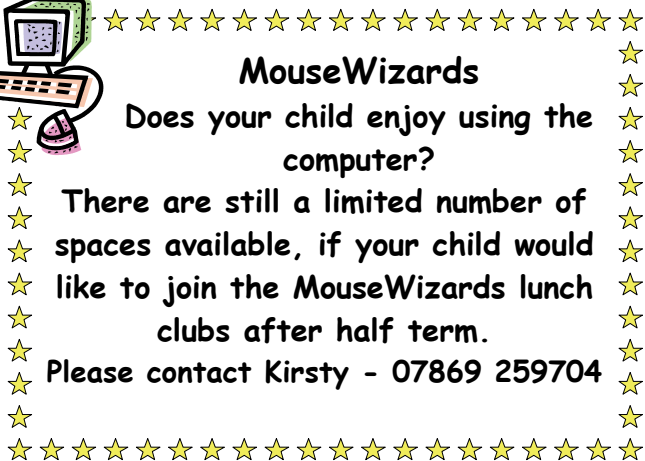 MouseWizards
Does your child enjoy using the
computer?
There are still a limited number of
spaces available, if your child would
like to join the MouseWizards lunch
clubs after half term.
Please contact Kirsty - 07869 259704